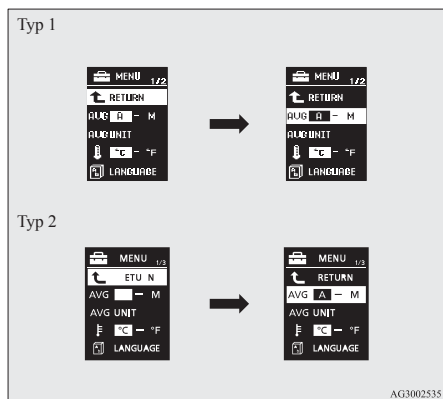 Typ 1
MENU 1/2
RETURN
AVG A - M
AVG UNIT
°C - °F
LANGUAGE
MENU 1/2
RETURN
AVG A - M
AVG UNIT
°C - °F
LANGUAGE
Typ 2
MENU 1/3
ETU N
AVG - M
AVG UNIT
°C - °F
LANGUAGE
MENU 1/3
RETURN
AVG A - M
AVG UNIT
°C - °F
LANGUAGE
AG3002535